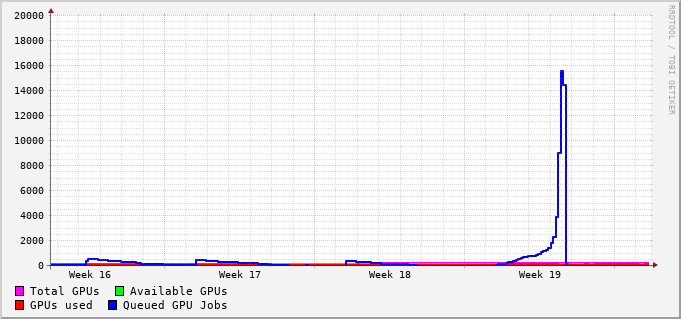 RRDTOOL / TOBI OETIKER
20000
18000
16000
14000
12000
10000
8000
6000
4000
2000
0
Week 16 Week 17 Week 18 Week 19
Total GPUs Available GPUs
GPUs used Queued GPU Jobs